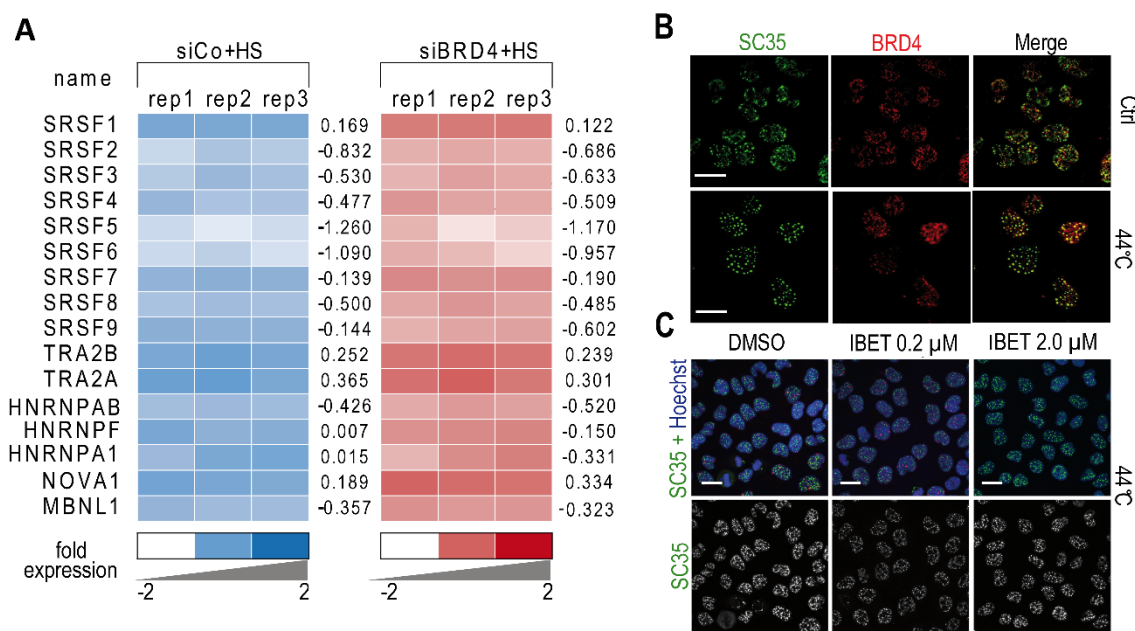 A
siCo+HS siBRD4+HS
name
rep1 rep2 rep3 rep1 rep2 rep3
SRSF1 0.169 0.122
SRSF2 -0.832 -0.686
SRSF3 -0.530 -0.633
SRSF4 -0.477 -0.509
SRSF5 -1.260 -1.170
SRSF6 -1.090 -0.957
SRSF7 -0.139 -0.190
SRSF8 -0.500 -0.485
SRSF9 -0.144 -0.602
TRA2B 0.252 0.239
TRA2A 0.365 0.301
HNRNPAB -0.426 -0.520
HNRNPF 0.007 -0.150
HNRNPA1 0.015 -0.331
NOVA1 0.189 0.334
MBNL1 -0.357 -0.323
fold
expression
-2 2 -2 2
B
SC35 BRD4 Merge
Ctrl
44°C
C
DMSO IBET 0.2 µM IBET 2.0 µM
SC35 + Hoechst
SC35
44°C